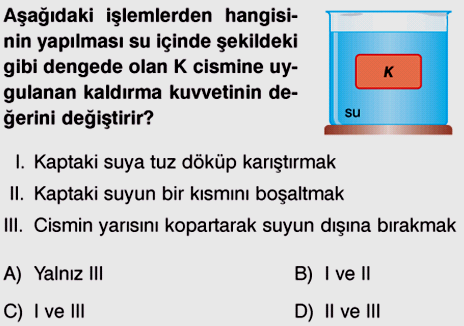 Aşağıdaki işlemlerden hangisi-
nin yapılması su içinde şekildeki
gibi dengede olan K cismine uy-
gulanan kaldırma kuvvetinin de-
ğerini değiştirir?
K
su
I. Kaptaki suya tuz döküp karıştırmak
II. Kaptaki suyun bir kısmını boşaltmak
III. Cismin yarısını kopartarak suyun dışına bırakmak
A) Yalnız III
B) I ve II
C) I ve III
D) II ve III